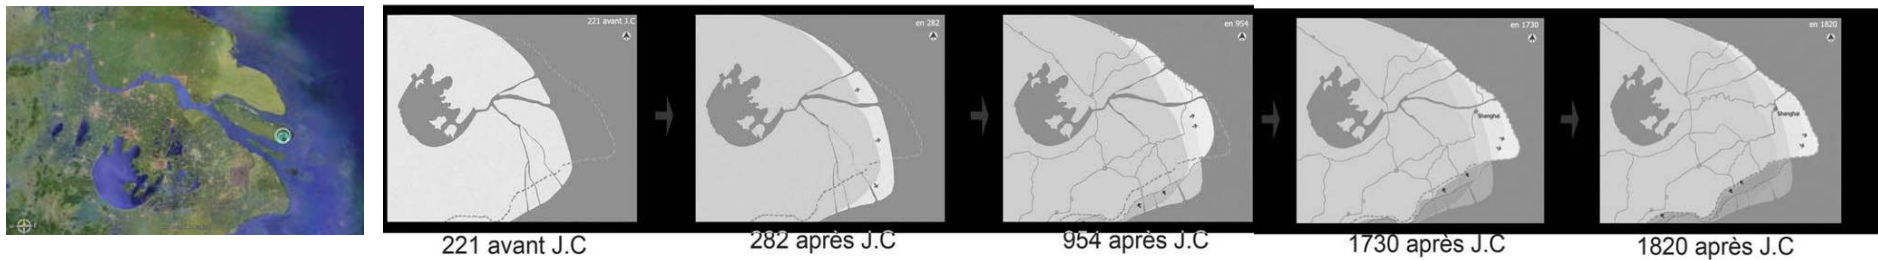 221 avant J.C
en 282
en 954
en 1730
en 1820
Shanghai
Shanghai
221 avant J.C
282 après J.C
954 après J.C
1730 après J.C
1820 après J.C